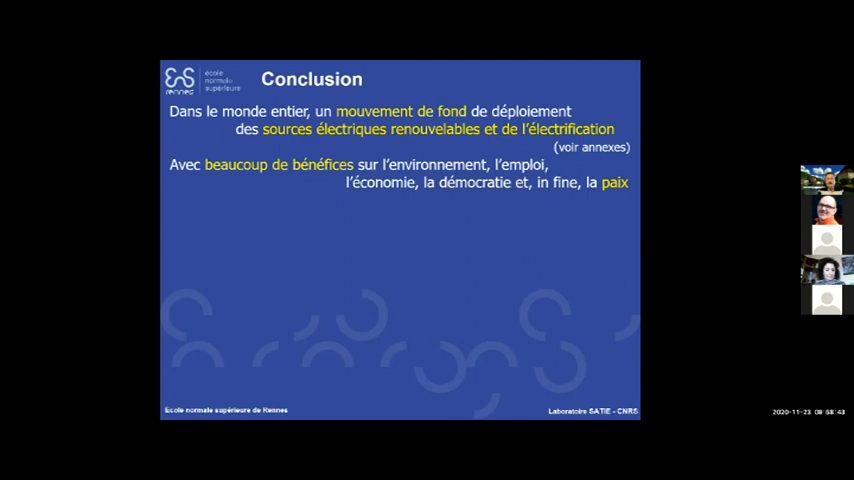 école
normale
supérieure
rennes
Conclusion
Dans le monde entier, un mouvement de fond de déploiement
des sources électriques renouvelables et de l'électrification
(voir annexes)
Avec beaucoup de bénéfices sur l'environnement, l'emploi,
l'économie, la démocratie et, in fine, la paix
Ecole normale supérieure de Rennes
Laboratoire SATIE - CNRS
2020-11-23 09:58:43